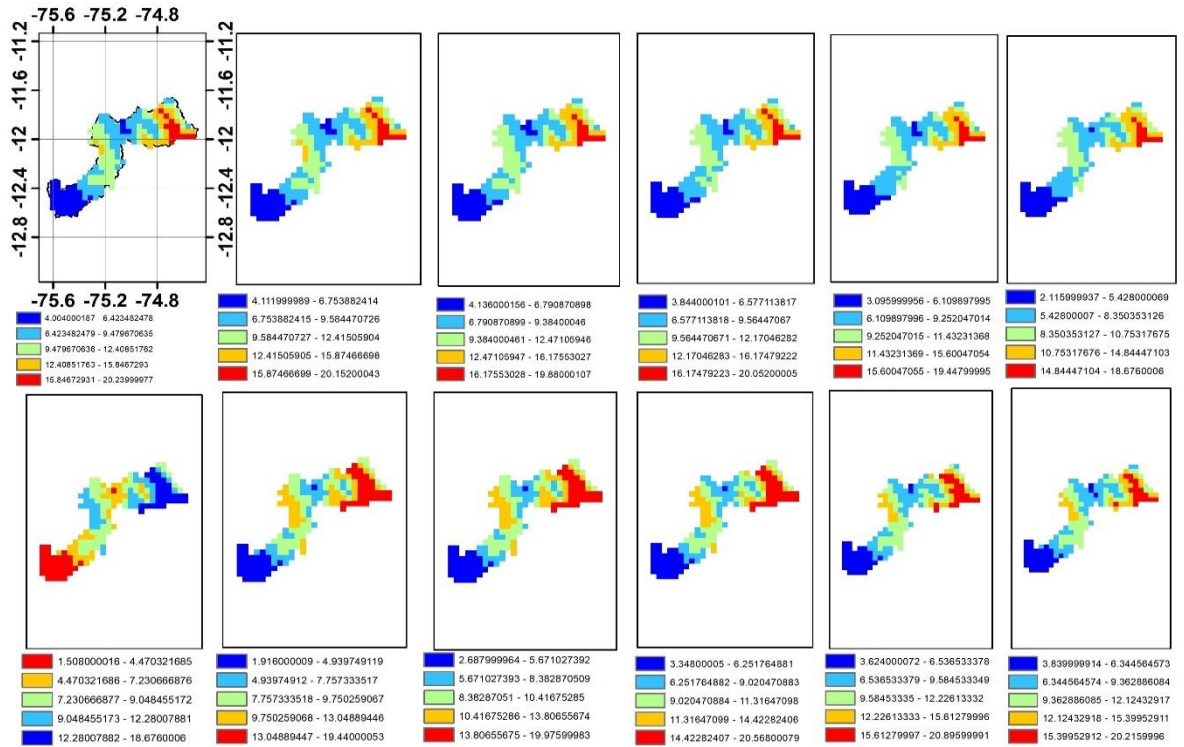 -75.6 -75.2 -74.8
-11.2
-11.6
-12
-12.4
-12.8
-11.2
-11.6
-12
-12.4
-12.8
-75.6 -75.2 -74.8
4.004000187 - 6.423482478
6.423482479 - 9.479670635
9.479670636 - 12.40851762
12.40851763 - 15.8467293
15.84672931 - 20.23999977
4.111999989 - 6.753882414
6.753882415 - 9.584470726
9.584470727 - 12.41505904
12.41505905 - 15.87466698
15.87466699 - 20.15200043
4.136000156 - 6.790870898
6.790870899 - 9.38400046
9.384000461 - 12.47105946
12.47105947 - 16.17553027
16.17553028 - 19.88000107
3.844000101 - 6.577113817
6.577113818 - 9.56447067
9.564470671 - 12.17046282
12.17046283 - 16.17479222
16.17479223 - 20.05200005
3.095999956 - 6.109897995
6.109897996 - 9.252047014
9.252047015 - 11.43231368
11.43231369 - 15.60047054
15.60047055 - 19.44799995
2.115999937 - 5.428000069
5.42800007 - 8.350353126
8.350353127 - 10.75317675
10.75317676 - 14.84447103
14.84447104 - 18.6760006
1.508000016 - 4.470321685
4.470321686 - 7.230666876
7.230666877 - 9.048455172
9.048455173 - 12.28007881
12.28007882 - 18.6760006
1.916000009 - 4.939749119
4.93974912 - 7.757333517
7.757333518 - 9.750259067
9.750259068 - 13.04889446
13.04889447 - 19.44000053
2.687999964 - 5.671027392
5.671027393 - 8.382870509
8.38287051 - 10.41675285
10.41675286 - 13.80655674
13.80655675 - 19.97599983
3.34800005 - 6.251764881
6.251764882 - 9.020470883
9.020470884 - 11.31647098
11.31647099 - 14.42282406
14.42282407 - 20.56800079
3.624000072 - 6.536533378
6.536533379 - 9.584533349
9.58453335 - 12.22613332
12.22613333 - 15.61279996
15.61279997 - 20.89599991
3.839999914 - 6.344564573
6.344564574 - 9.362886084
9.362886085 - 12.12432917
12.12432918 - 15.39952911
15.39952912 - 20.2159996